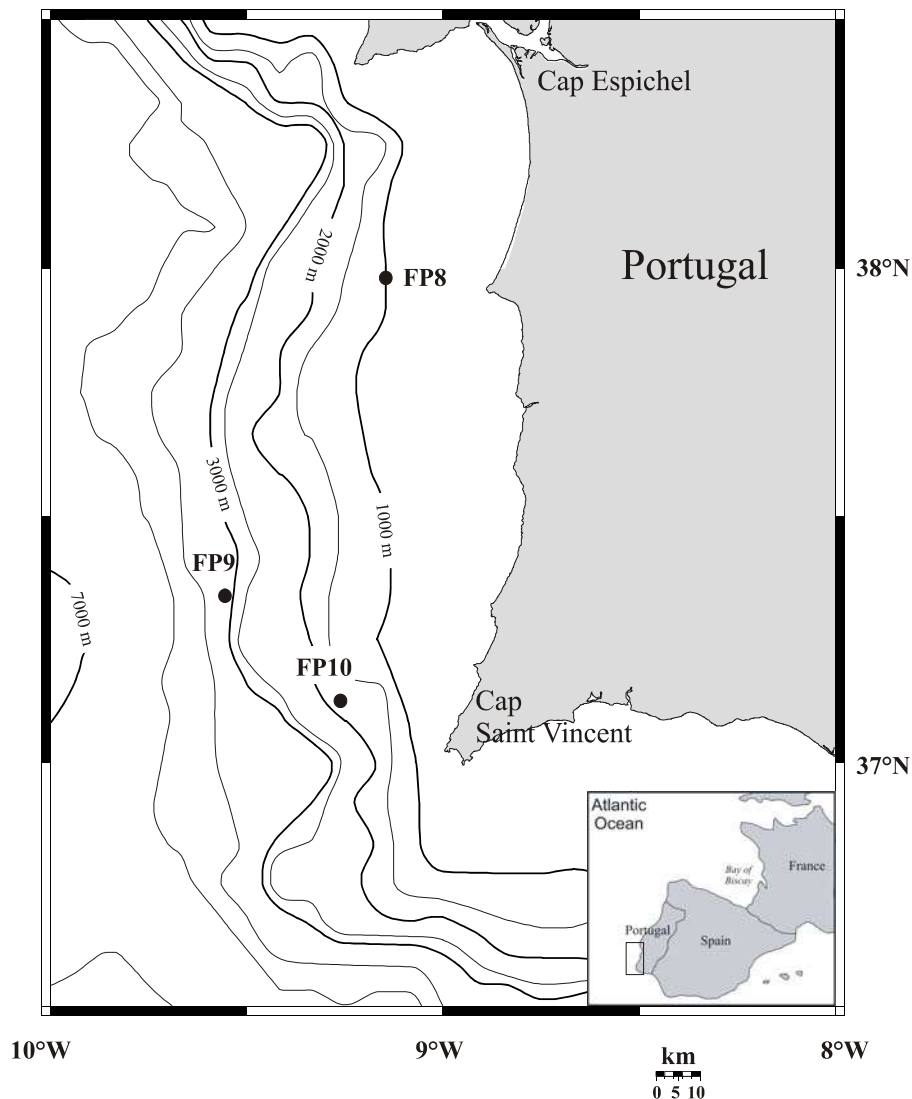 Cap Espichel
Portugal
38°N
2000 m
FP8
3000 m
1000 m
FP9
7000 m
FP10
Cap
Saint Vincent
37°N
Atlantic
Ocean
France
Bay of
Biscay
Portugal
Spain
10°W
9°W
8°W
km
0 5 10